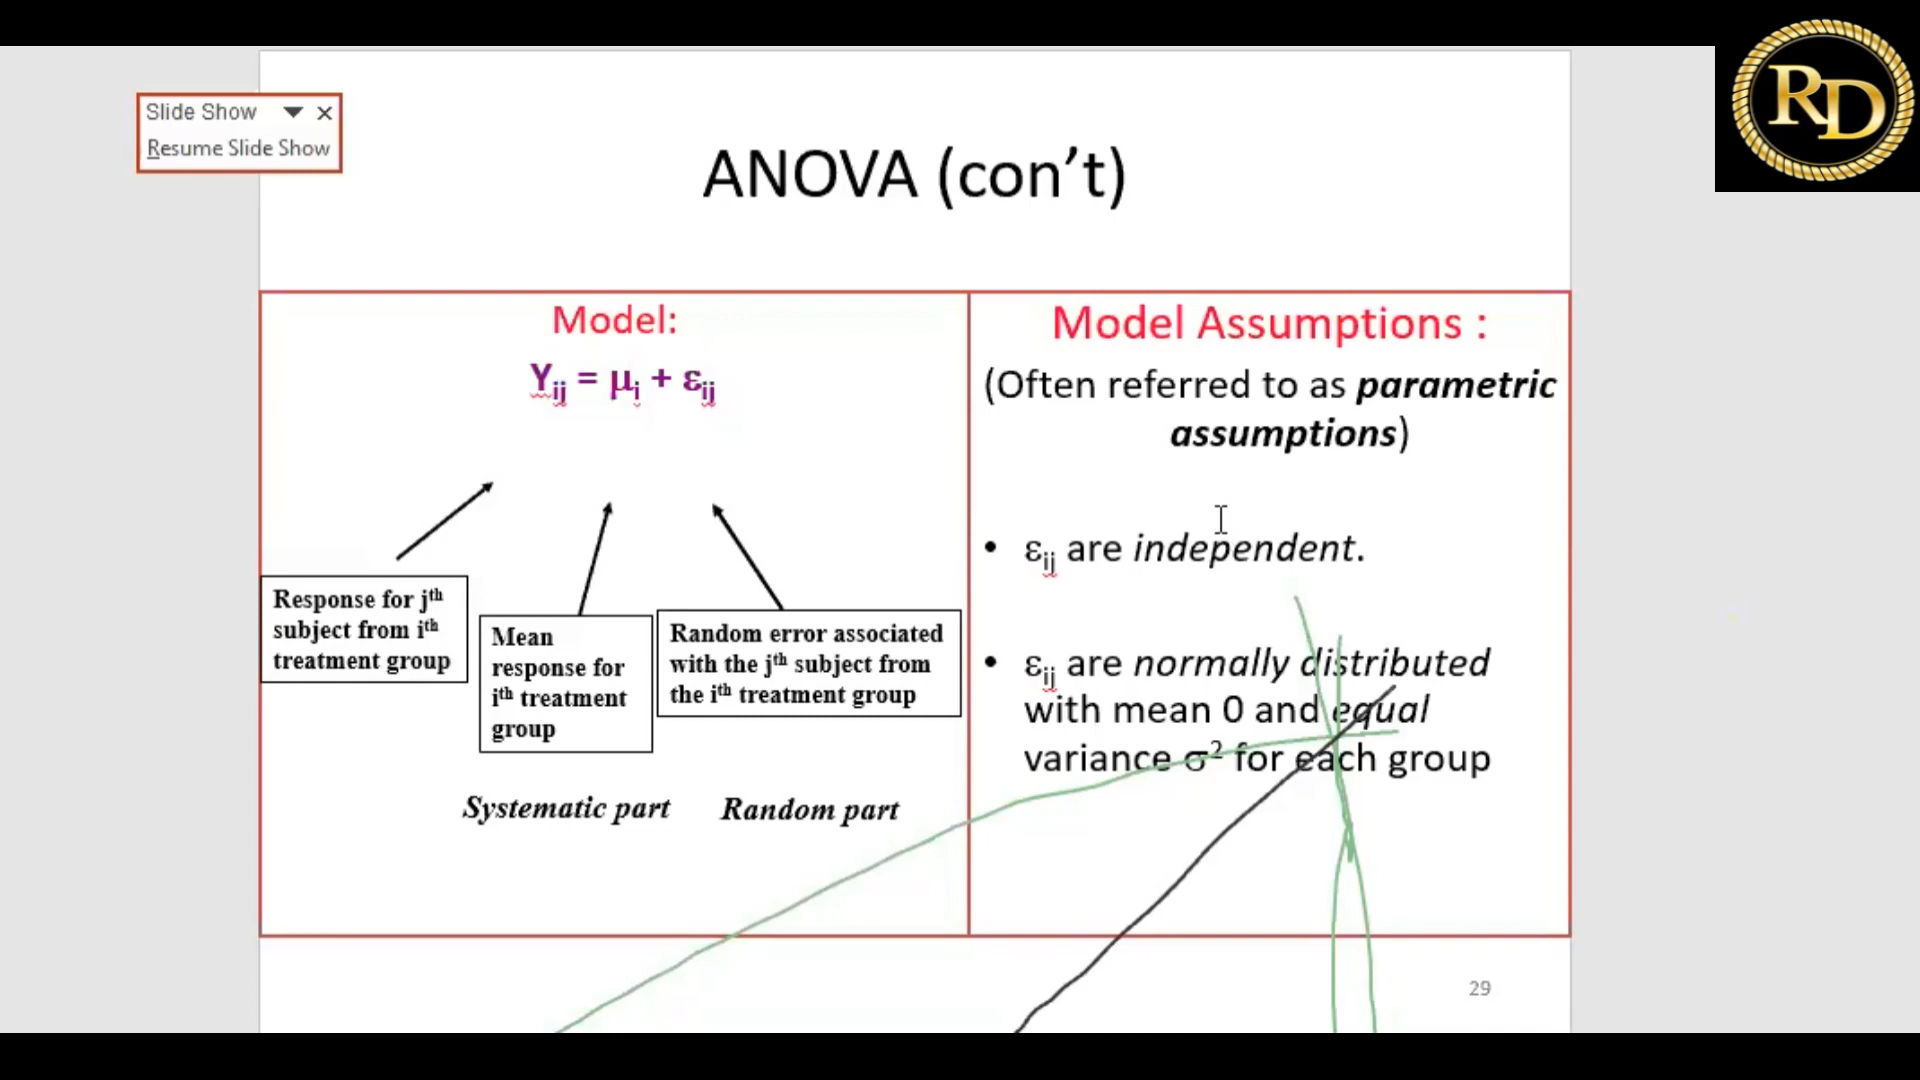 Slide Show
Resume Slide Show
RD
ANOVA (con’t)
Model:
Yij = μi + εij
Response for jth
subject from ith
treatment group
Mean
response for
ith treatment
group
Random error associated
with the jth subject from
the ith treatment group
Systematic part
Random part
Model Assumptions :
(Often referred to as parametric
assumptions)
• εij are independent.
• εij are normally distributed
with mean 0 and equal
variance σ2 for each group
29